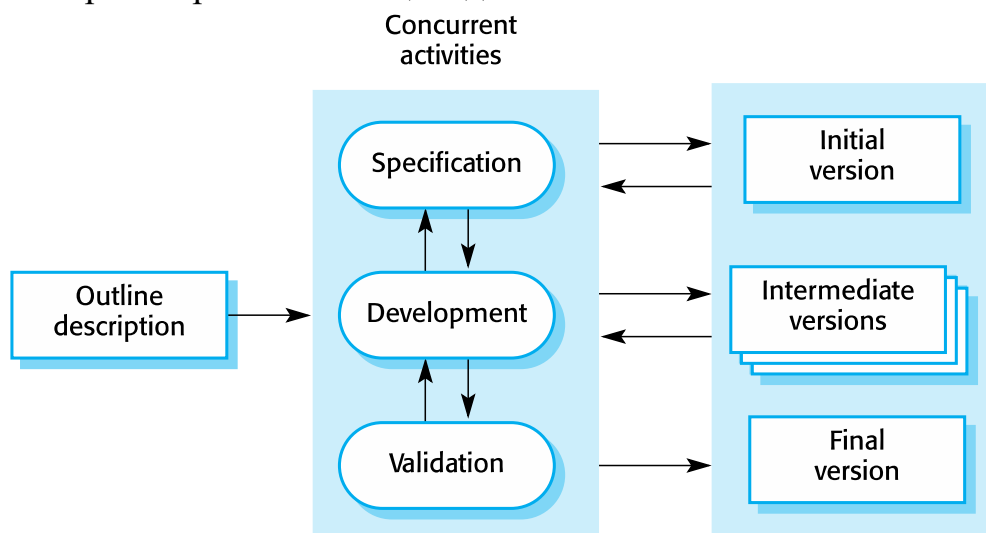 Concurrent
activities
Specification
Initial
version
Outline
description
Development
Intermediate
versions
Validation
Final
version